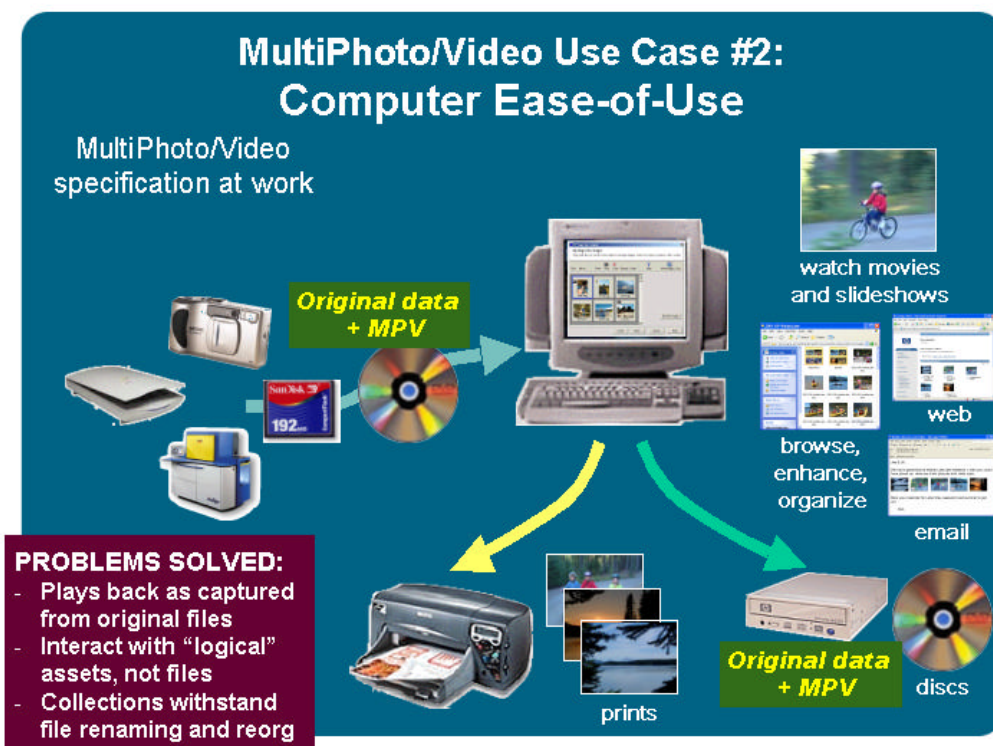 MultiPhoto/Video Use Case #2:
Computer Ease-of-Use
MultiPhoto/Video
specification at work
Original data
+ MPV
SanDisk
192
CompactFlash
watch movies
and slideshows
web
browse,
enhance,
organize
email
PROBLEMS SOLVED:
- Plays back as captured
from original files
- Interact with “logical”
assets, not files
- Collections withstand
file renaming and reorg
prints
Original data
+ MPV
discs